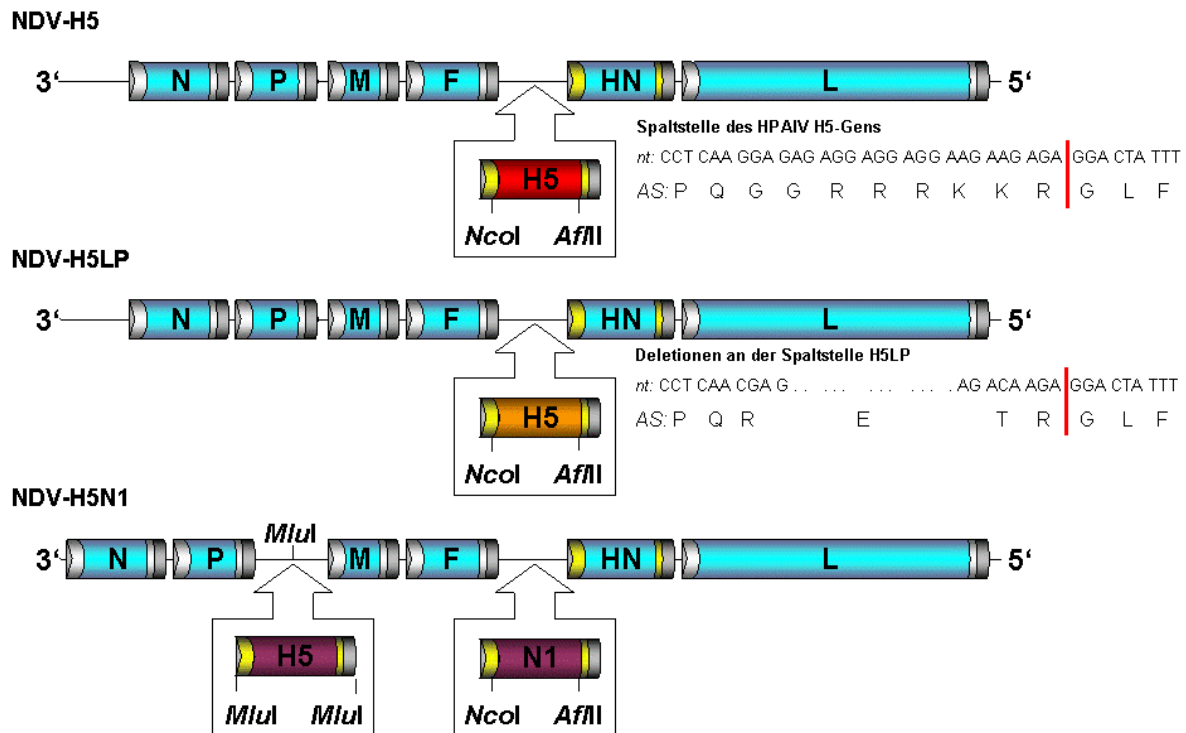 NDV-H5
3‘ N P M F HN L 5‘
H5
NcoI AflII
Spaltstelle des HPAIV H5-Gens
nt: CCT CAA GGA GAG AGG AGG AGG AAG AAG AGA GGA CTA TTT
AS: P Q G G R R R K K R G L F
NDV-H5LP
3‘ N P M F HN L 5‘
H5
NcoI AflII
Deletionen an der Spaltstelle H5LP
nt: CCT CAA CGA G . . ... ... ... . AG ACA AGA GGA CTA TTT
AS: P Q R E T R G L F
NDV-H5N1
MluI
3‘ N P M F HN L 5‘
H5 N1
MluI MluI NcoI AflII